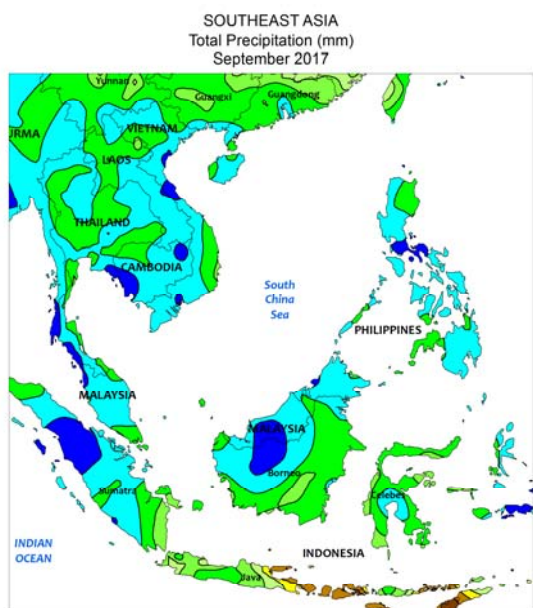 SOUTHEAST ASIA
Total Precipitation (mm)
September 2017
Yunnan
Guangxi
Guangdong
URMA
VIETNAM
LAOS
THAILAND
CAMBODIA
South
China
Sea
PHILIPPINES
MALAYSIA
MALAYSIA
Borneo
Sumatra
Celebes
INDIAN
OCEAN
INDONESIA
Java